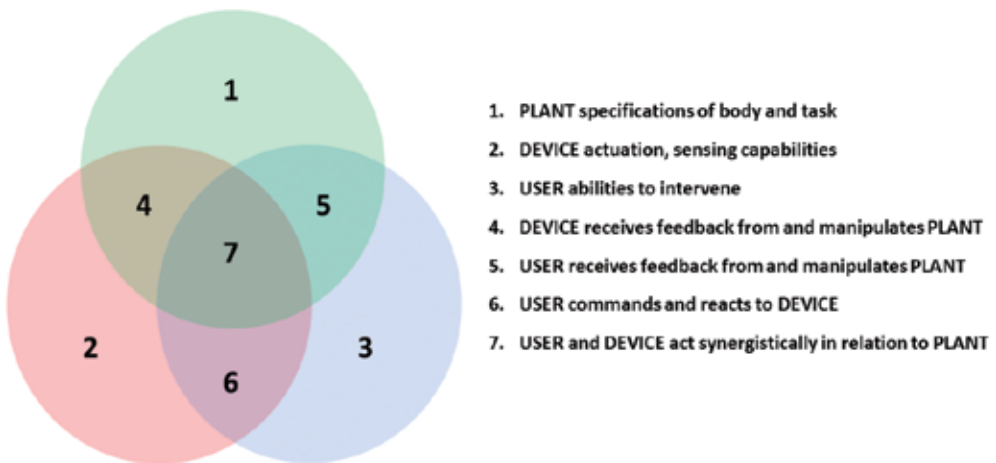 1
4
5
7
2
3
6
1. PLANT specifications of body and task
2. DEVICE actuation, sensing capabilities
3. USER abilities to intervene
4. DEVICE receives feedback from and manipulates PLANT
5. USER receives feedback from and manipulates PLANT
6. USER commands and reacts to DEVICE
7. USER and DEVICE act synergistically in relation to PLANT